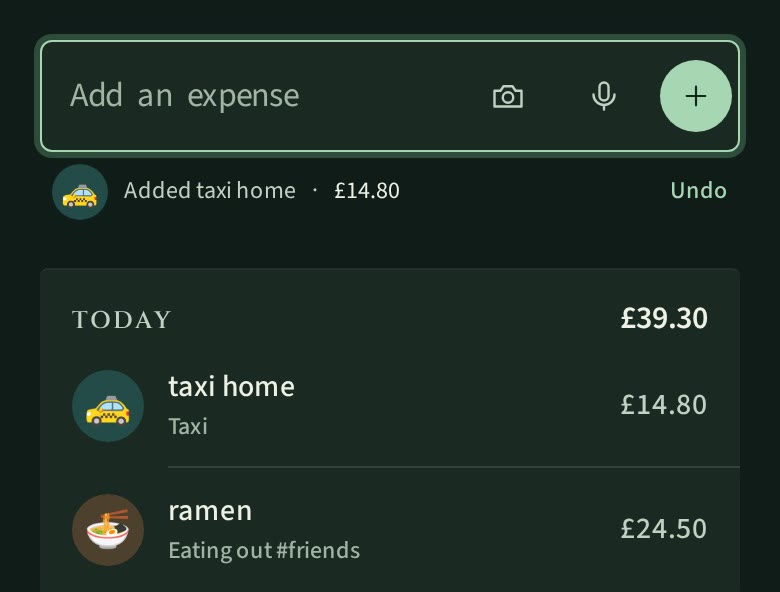 Add an expense
Added taxi home · £14.80 Undo
TODAY £39.30
taxi home £14.80
Taxi
ramen £24.50
Eating out #friends